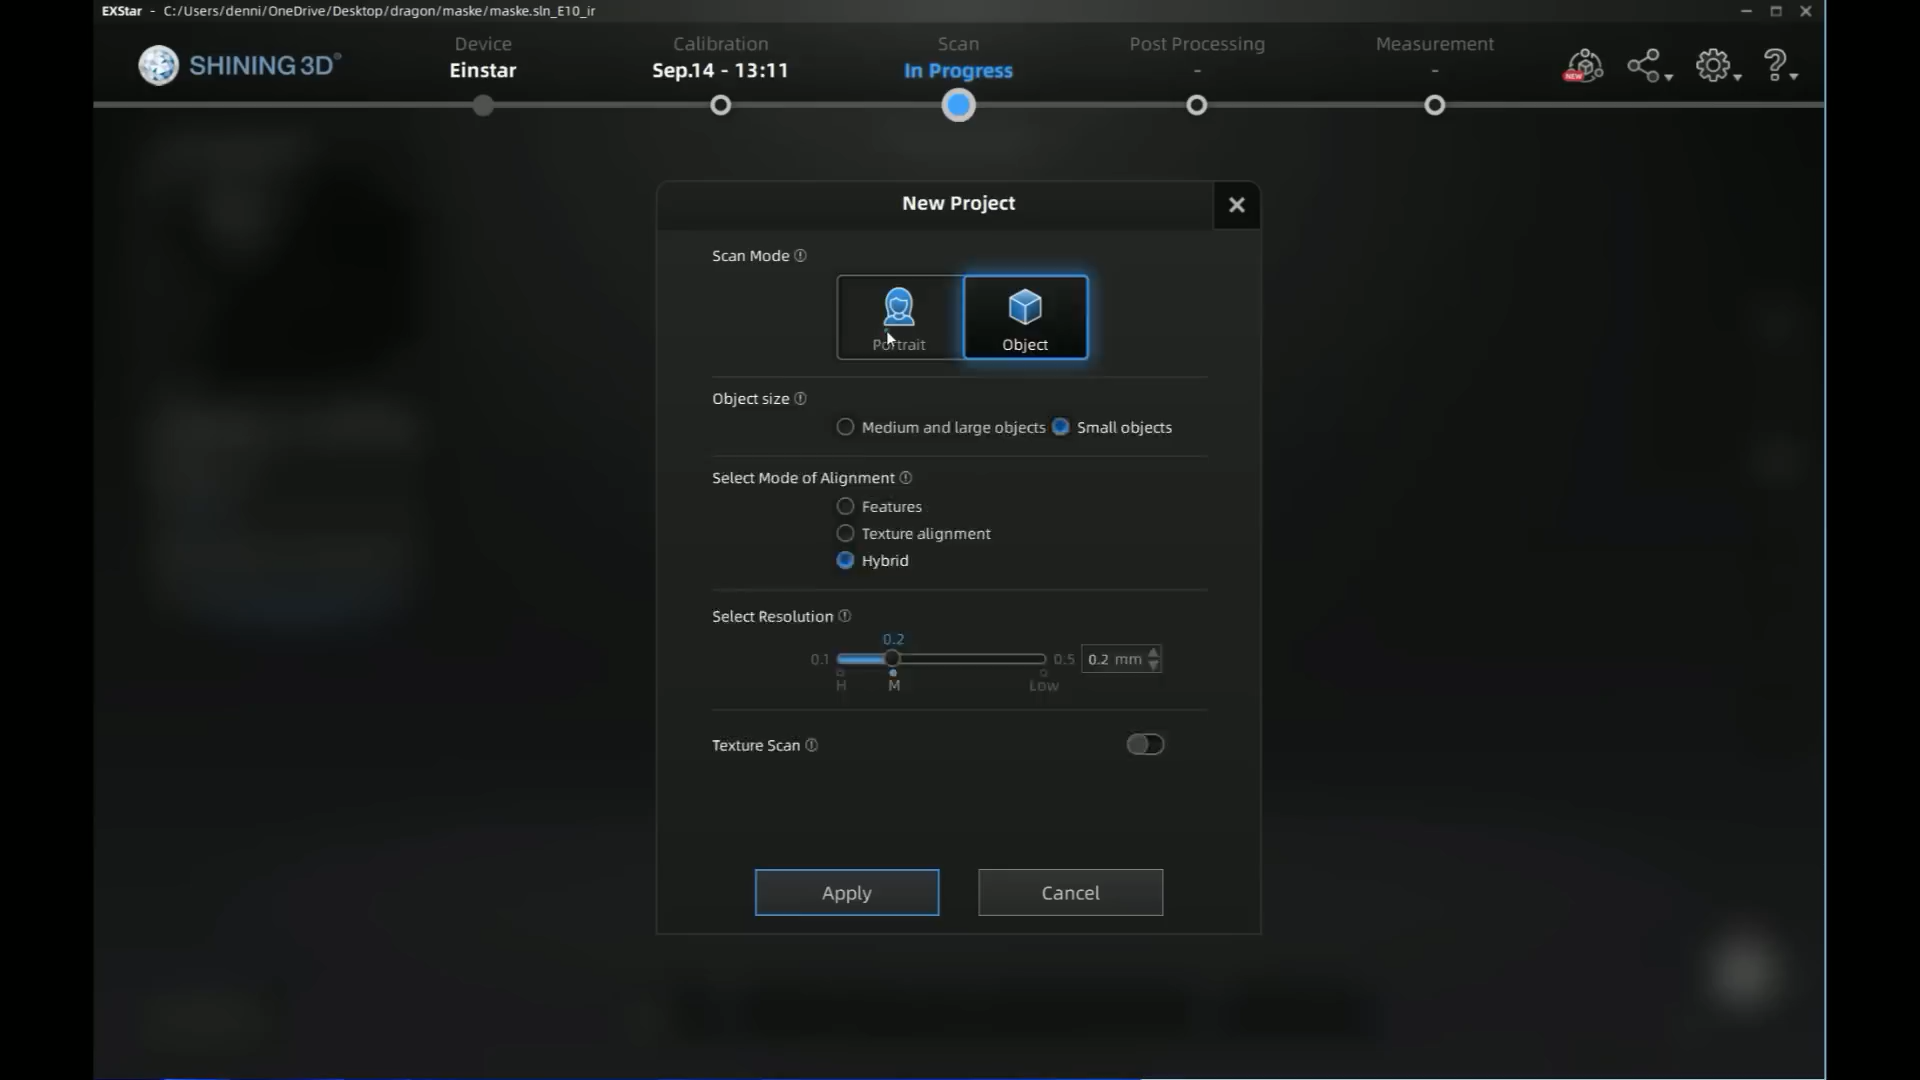 EXStar - C:/Users/denni/OneDrive/Desktop/dragon/maske/maske.sln_E10_ir
SHINING 3D®
Device
Einstar
Calibration
Sep.14 - 13:11
Scan
In Progress
Post Processing
-
Measurement
-
NEW
New Project
Scan Mode
Portrait
Object
Object size
Medium and large objects
Small objects
Select Mode of Alignment
Features
Texture alignment
Hybrid
Select Resolution
0.2
0.1
0.5
0.2 mm
H
M
Low
Texture Scan
Apply
Cancel